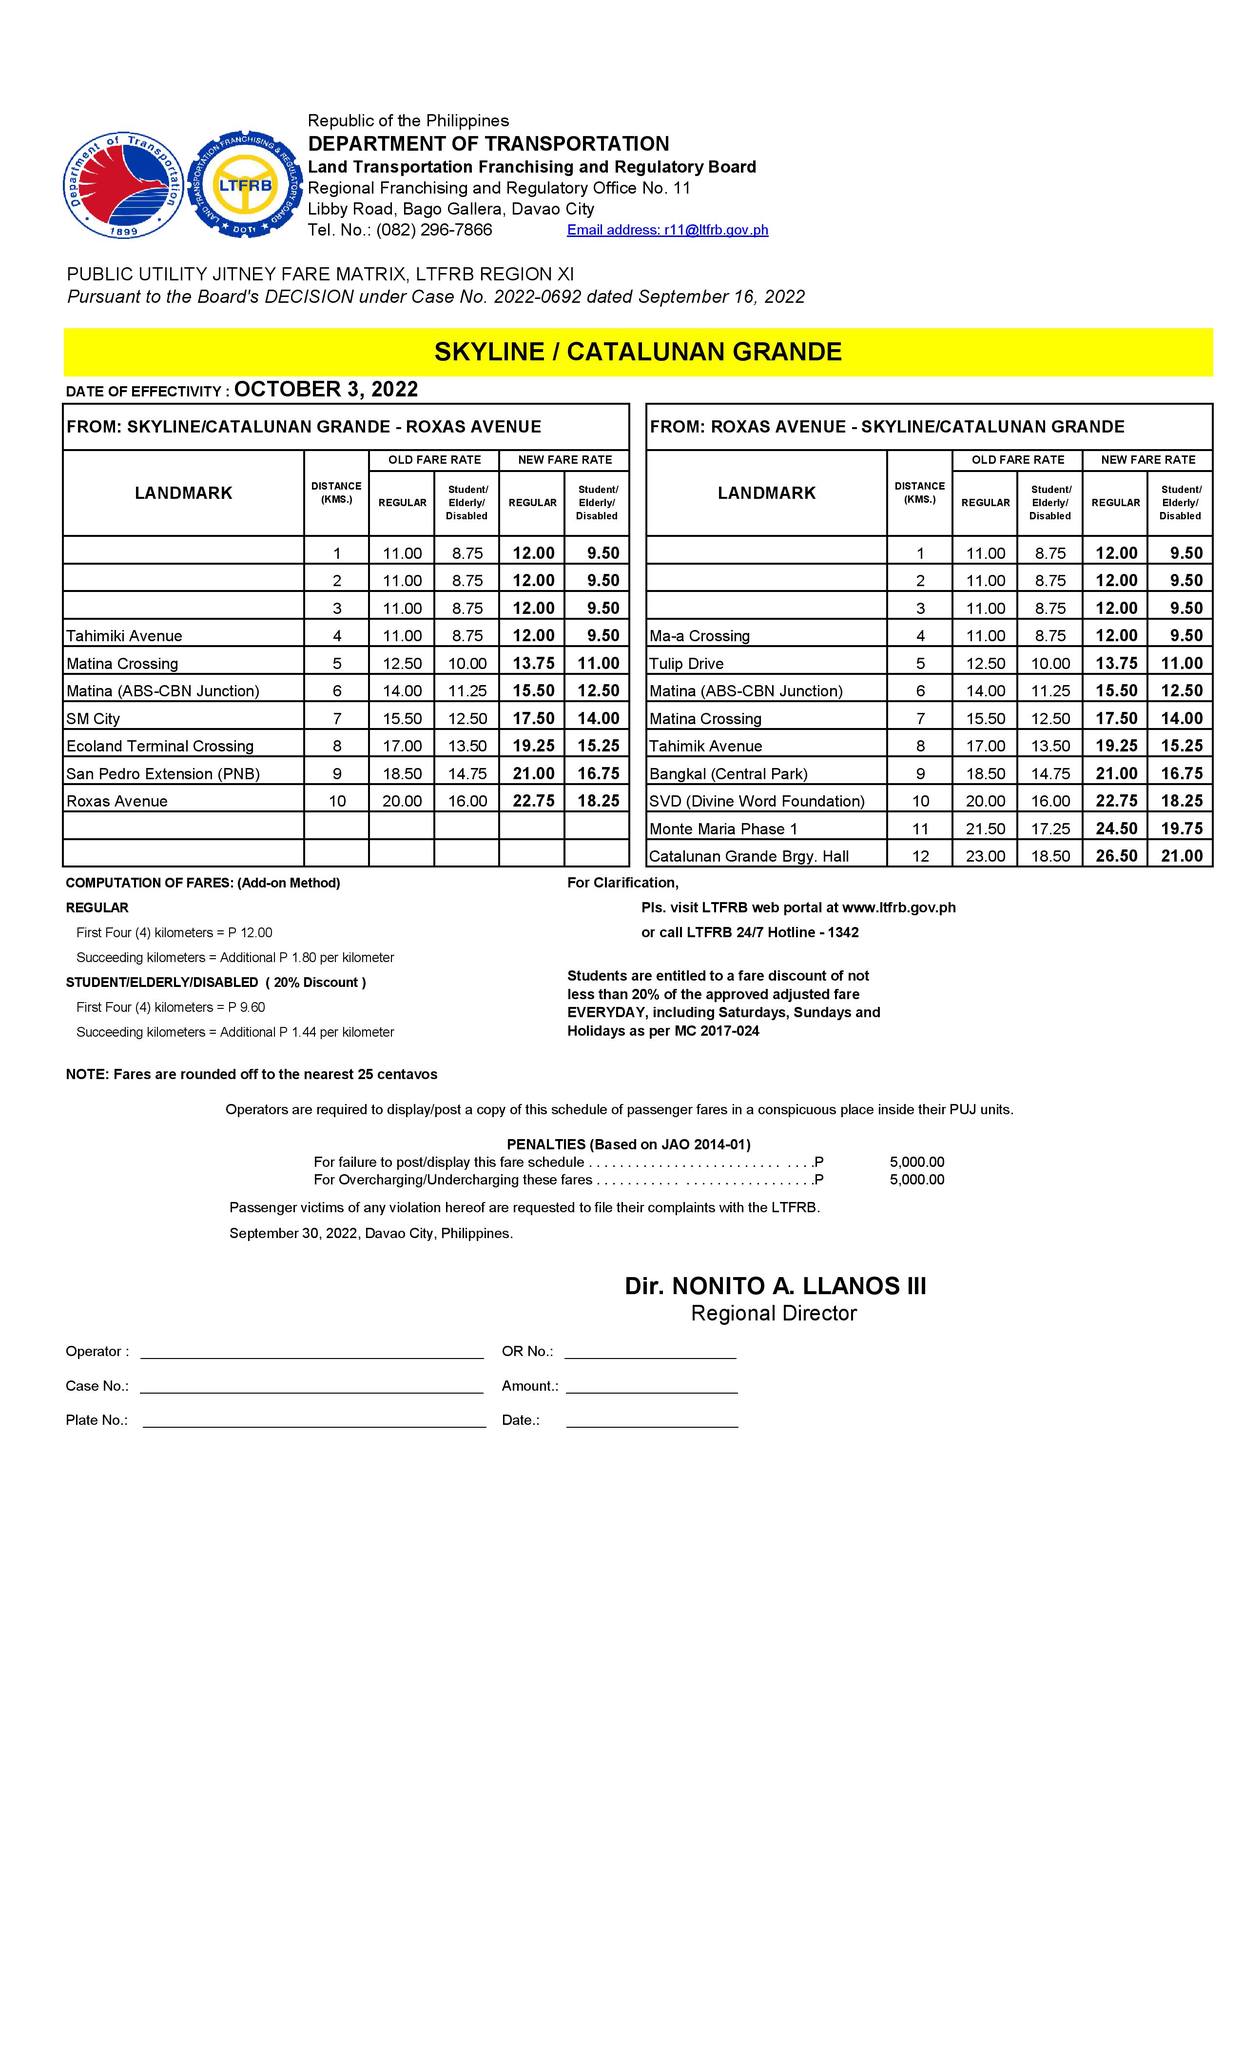 Republic of the Philippines
DEPARTMENT OF TRANSPORTATION
Land Transportation Franchising and Regulatory Board
Regional Franchising and Regulatory Office No. 11
Libby Road, Bago Gallera, Davao City
Tel. No.: (082) 296-7866 Email address: r11@ltfrb.gov.ph
Department of Transportation
1899
LAND TRANSPORTATION FRANCHISING & REGULATORY BOARD
LTFRB
DOTr
PUBLIC UTILITY JITNEY FARE MATRIX, LTFRB REGION XI
Pursuant to the Board's DECISION under Case No. 2022-0692 dated September 16, 2022
SKYLINE / CATALUNAN GRANDE
DATE OF EFFECTIVITY : OCTOBER 3, 2022
FROM: SKYLINE/CATALUNAN GRANDE - ROXAS AVENUE
LANDMARK DISTANCE (KMS.) OLD FARE RATE NEW FARE RATE
REGULAR Student/ Elderly/ Disabled REGULAR Student/ Elderly/ Disabled
1 11.00 8.75 12.00 9.50
2 11.00 8.75 12.00 9.50
3 11.00 8.75 12.00 9.50
Tahimiki Avenue 4 11.00 8.75 12.00 9.50
Matina Crossing 5 12.50 10.00 13.75 11.00
Matina (ABS-CBN Junction) 6 14.00 11.25 15.50 12.50
SM City 7 15.50 12.50 17.50 14.00
Ecoland Terminal Crossing 8 17.00 13.50 19.25 15.25
San Pedro Extension (PNB) 9 18.50 14.75 21.00 16.75
Roxas Avenue 10 20.00 16.00 22.75 18.25
FROM: ROXAS AVENUE - SKYLINE/CATALUNAN GRANDE
LANDMARK DISTANCE (KMS.) OLD FARE RATE NEW FARE RATE
REGULAR Student/ Elderly/ Disabled REGULAR Student/ Elderly/ Disabled
1 11.00 8.75 12.00 9.50
2 11.00 8.75 12.00 9.50
3 11.00 8.75 12.00 9.50
Ma-a Crossing 4 11.00 8.75 12.00 9.50
Tulip Drive 5 12.50 10.00 13.75 11.00
Matina (ABS-CBN Junction) 6 14.00 11.25 15.50 12.50
Matina Crossing 7 15.50 12.50 17.50 14.00
Tahimik Avenue 8 17.00 13.50 19.25 15.25
Bangkal (Central Park) 9 18.50 14.75 21.00 16.75
SVD (Divine Word Foundation) 10 20.00 16.00 22.75 18.25
Monte Maria Phase 1 11 21.50 17.25 24.50 19.75
Catalunan Grande Brgy. Hall 12 23.00 18.50 26.50 21.00
COMPUTATION OF FARES: (Add-on Method)
REGULAR
First Four (4) kilometers = P 12.00
Succeeding kilometers = Additional P 1.80 per kilometer
STUDENT/ELDERLY/DISABLED ( 20% Discount )
First Four (4) kilometers = P 9.60
Succeeding kilometers = Additional P 1.44 per kilometer
For Clarification,
Pls. visit LTFRB web portal at www.ltfrb.gov.ph
or call LTFRB 24/7 Hotline - 1342
Students are entitled to a fare discount of not
less than 20% of the approved adjusted fare
EVERYDAY, including Saturdays, Sundays and
Holidays as per MC 2017-024
NOTE: Fares are rounded off to the nearest 25 centavos
Operators are required to display/post a copy of this schedule of passenger fares in a conspicuous place inside their PUJ units.
PENALTIES (Based on JAO 2014-01)
For failure to post/display this fare schedule . . . . . . . . . . . . . . . . . . . . . . . . . . . . .P 5,000.00
For Overcharging/Undercharging these fares . . . . . . . . . . . . . . . . . . . . . . . . . . . .P 5,000.00
Passenger victims of any violation hereof are requested to file their complaints with the LTFRB.
September 30, 2022, Davao City, Philippines.
Dir. NONITO A. LLANOS III
Regional Director
Operator : OR No.:
Case No.: Amount.:
Plate No.: Date.: